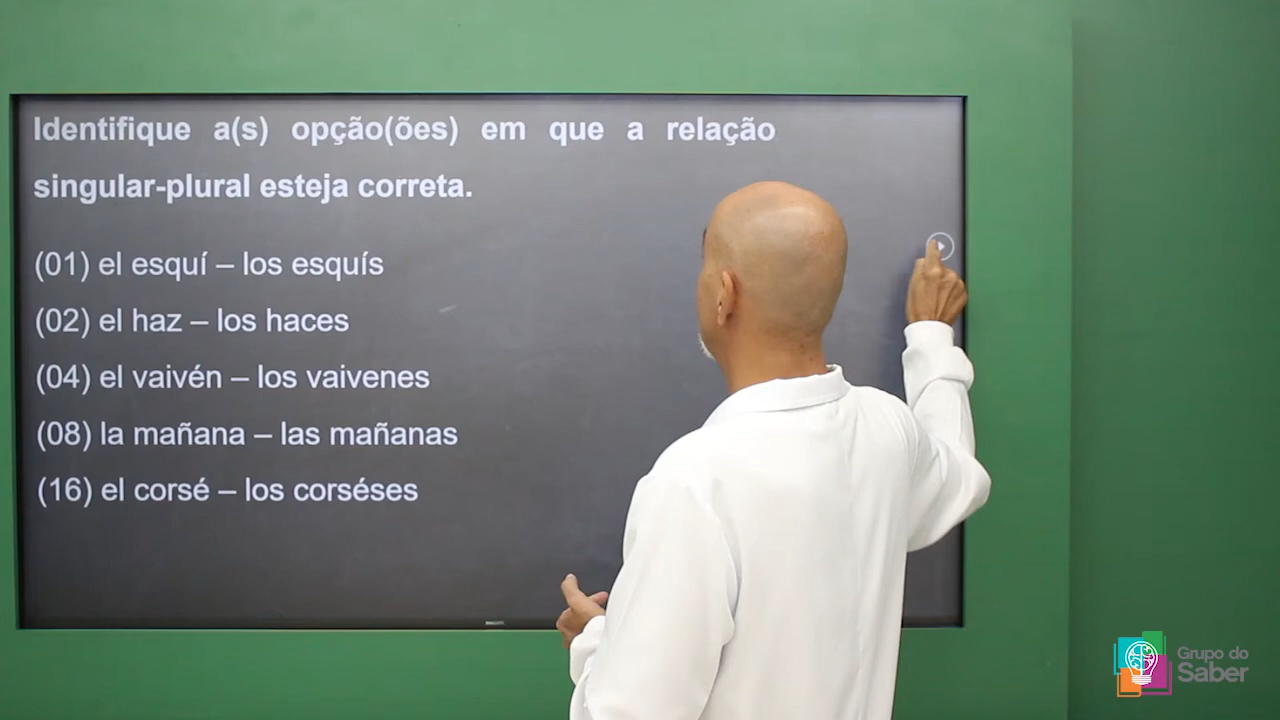 Identifique a(s) opção(ões) em que a relação
singular-plural esteja correta.
(01) el esquí – los esquís
(02) el haz – los haces
(04) el vaivén – los vaivenes
(08) la mañana – las mañanas
(16) el corsé – los corséses
Grupo do
Saber